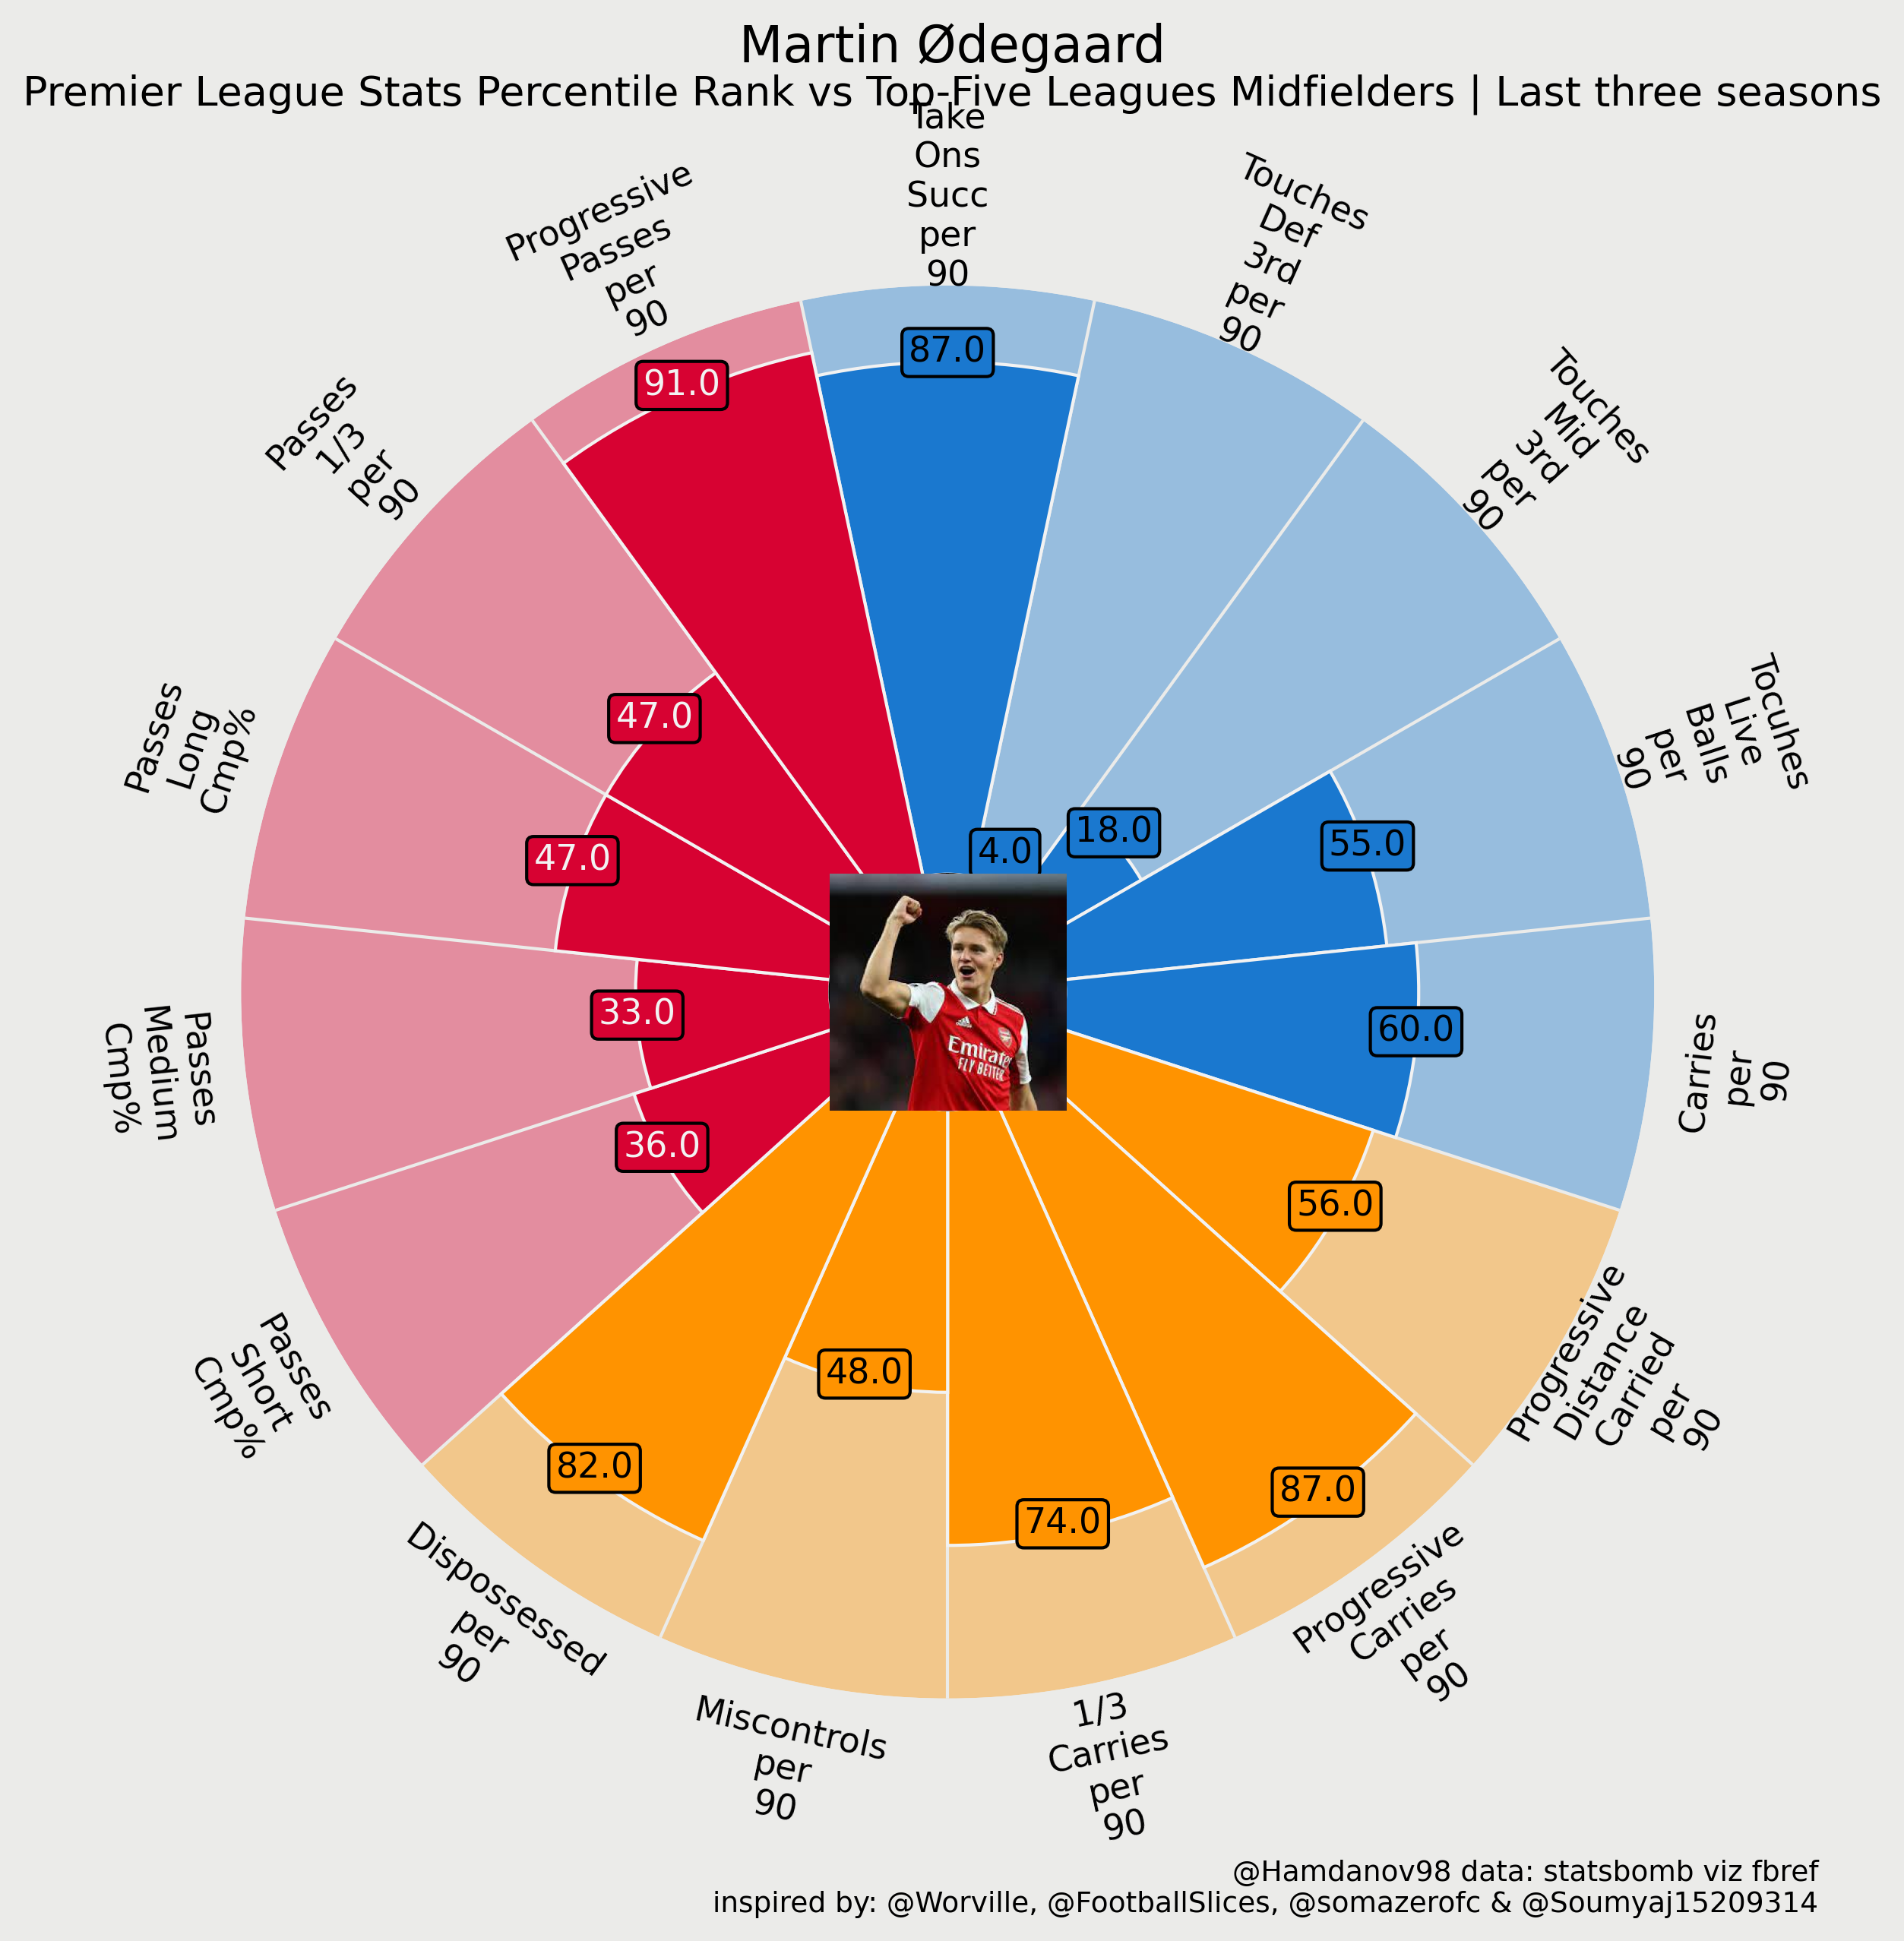 Martin Ødegaard
Premier League Stats Percentile Rank vs Top-Five Leagues Midfielders | Last three seasons
Take
Ons
Succ
per
90
Touches
Def
3rd
per
90
Touches
Mid
3rd
per
90
Tocuhes
Live
Balls
per
90
Carries
per
90
Progressive
Distance
Carried
per
90
Progressive
Carries
per
90
1/3
Carries
per
90
Miscontrols
per
90
Dispossessed
per
90
Passes
Short
Cmp%
Passes
Medium
Cmp%
Passes
Long
Cmp%
Passes
1/3
per
90
Progressive
Passes
per
90
87.0
4.0
18.0
55.0
60.0
56.0
87.0
74.0
48.0
82.0
36.0
33.0
47.0
47.0
91.0
Emirates
FLY BETTER
@Hamdanov98 data: statsbomb viz fbref
inspired by: @Worville, @FootballSlices, @somazerofc & @Soumyaj15209314